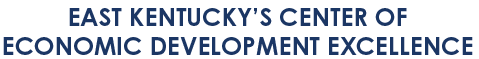 EAST KENTUCKY’S CENTER OF
ECONOMIC DEVELOPMENT EXCELLENCE